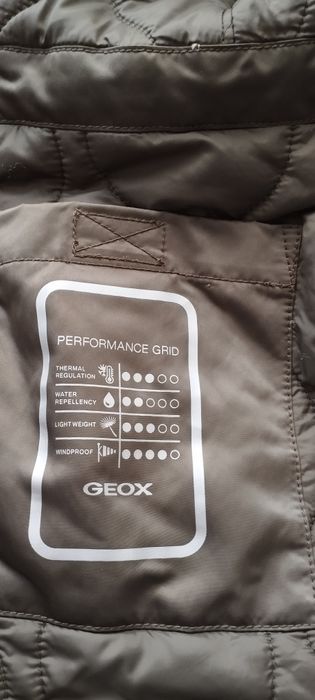 PERFORMANCE GRID
THERMAL
REGULATION
WATER
REPELLENCY
LIGHT WEIGHT
WINDPROOF
GEOX